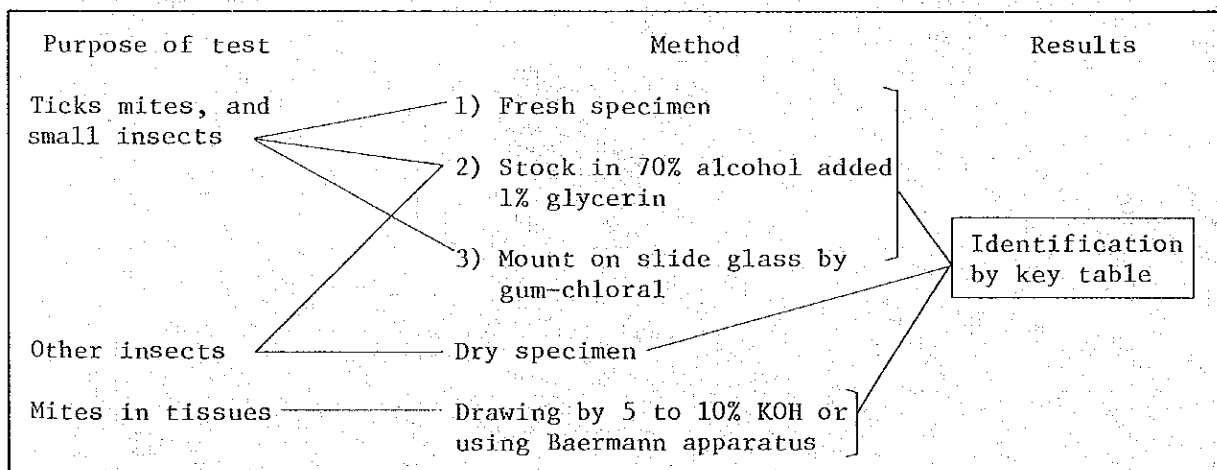 Purpose of test Method Results
Ticks mites, and
small insects
1) Fresh specimen
2) Stock in 70% alcohol added
1% glycerin
3) Mount on slide glass by
gum-chloral
Identification
by key table
Other insects
Dry specimen
Mites in tissues
Drawing by 5 to 10% KOH or
using Baermann apparatus